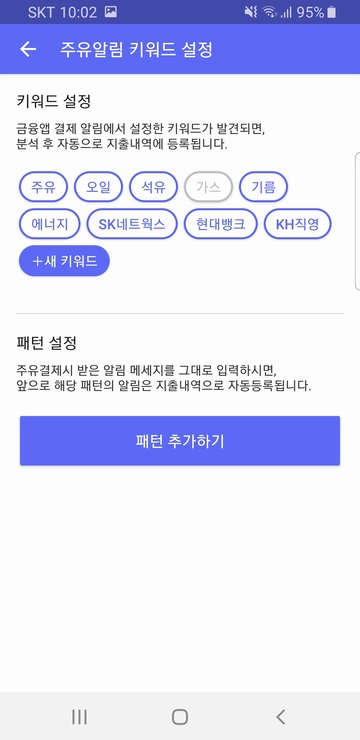 SKT 10:02 95%
주유알림 키워드 설정
키워드 설정
금융앱 결제 알림에서 설정한 키워드가 발견되면,
분석 후 자동으로 지출내역에 등록됩니다.
주유 오일 석유 가스 기름
에너지 SK네트웍스 현대뱅크 KH직영
+새 키워드
패턴 설정
주유결제시 받은 알림 메세지를 그대로 입력하시면,
앞으로 해당 패턴의 알림은 지출내역으로 자동등록됩니다.
패턴 추가하기